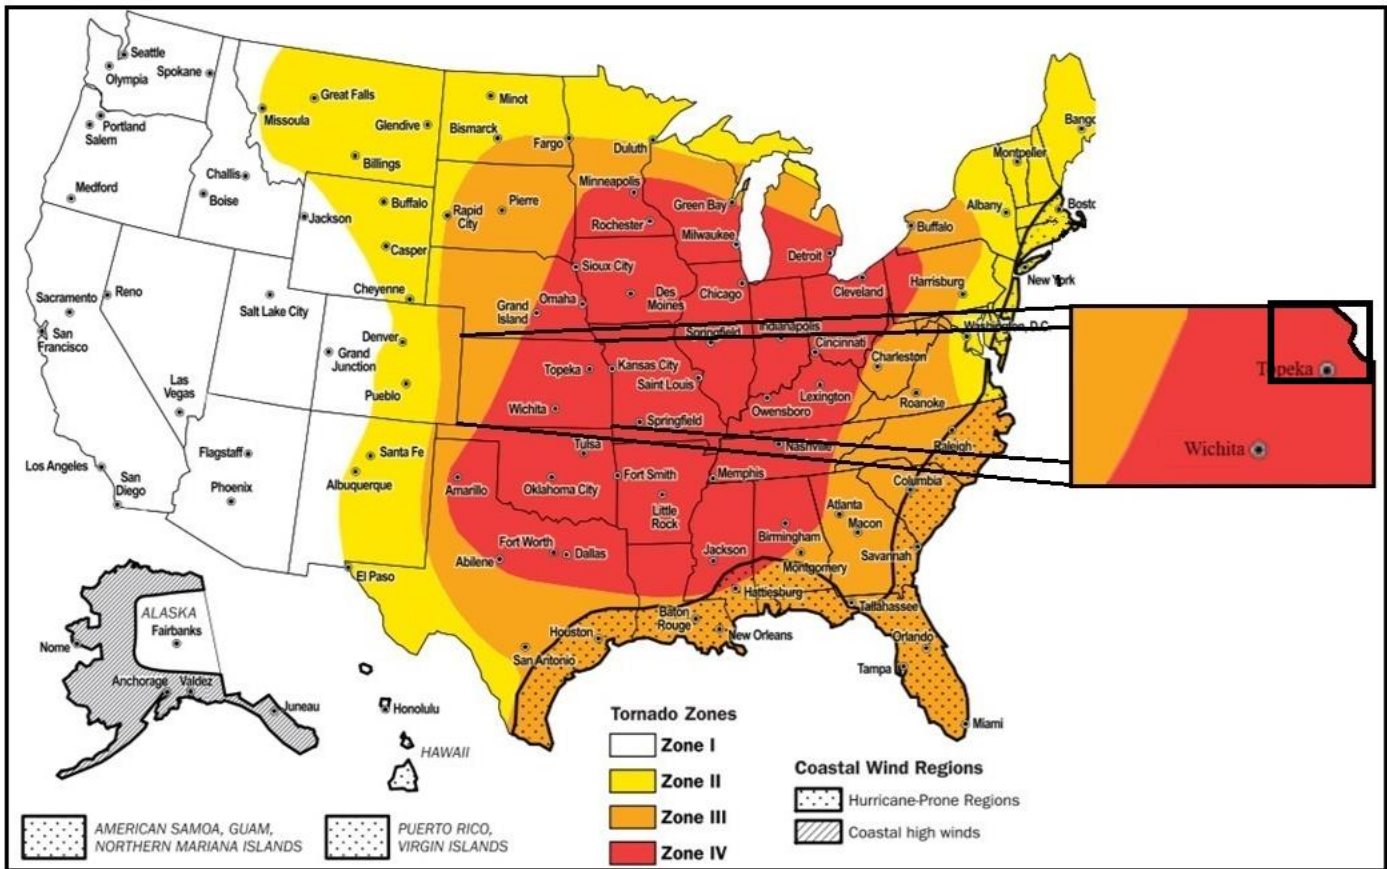 Seattle
Olympia
Spokane
Portland
Salem
Medford
Missoula
Great Falls
Glendive
Billings
Challis
Boise
Jackson
Buffalo
Casper
Cheyenne
Minot
Bismarck
Fargo
Duluth
Rapid
City
Pierre
Minneapolis
Rochester
Green Bay
Milwaukee
Sioux City
Grand
Island
Omaha
Des
Moines
Chicago
Detroit
Cleveland
Buffalo
Albany
Montpelier
Bango
Bosto
New York
Harrisburg
Washington, D.C.
Sacramento
San
Francisco
Reno
Salt Lake City
Las
Vegas
Los Angeles
San
Diego
Flagstaff
Phoenix
Denver
Grand
Junction
Pueblo
Santa Fe
Albuquerque
El Paso
Topeka
Kansas City
Saint Louis
Springfield
Indianapolis
Cincinnati
Charleston
Wichita
Springfield
Owensboro
Lexington
Roanoke
Tulsa
Nashville
Raleigh
Amarillo
Oklahoma City
Fort Smith
Memphis
Columbia
Little
Rock
Atlanta
Macon
Birmingham
Savannah
Fort Worth
Dallas
Abilene
Jackson
Montgomery
Hattiesburg
Tallahassee
Baton
Rouge
New Orleans
Houston
San Antonio
Orlando
Tampa
Miami
Topeka
Wichita
ALASKA
Fairbanks
Nome
Anchorage
Valdez
Juneau
Honolulu
HAWAII
AMERICAN SAMOA, GUAM,
NORTHERN MARIANA ISLANDS
PUERTO RICO,
VIRGIN ISLANDS
Tornado Zones
Zone I
Zone II
Zone III
Zone IV
Coastal Wind Regions
Hurricane-Prone Regions
Coastal high winds